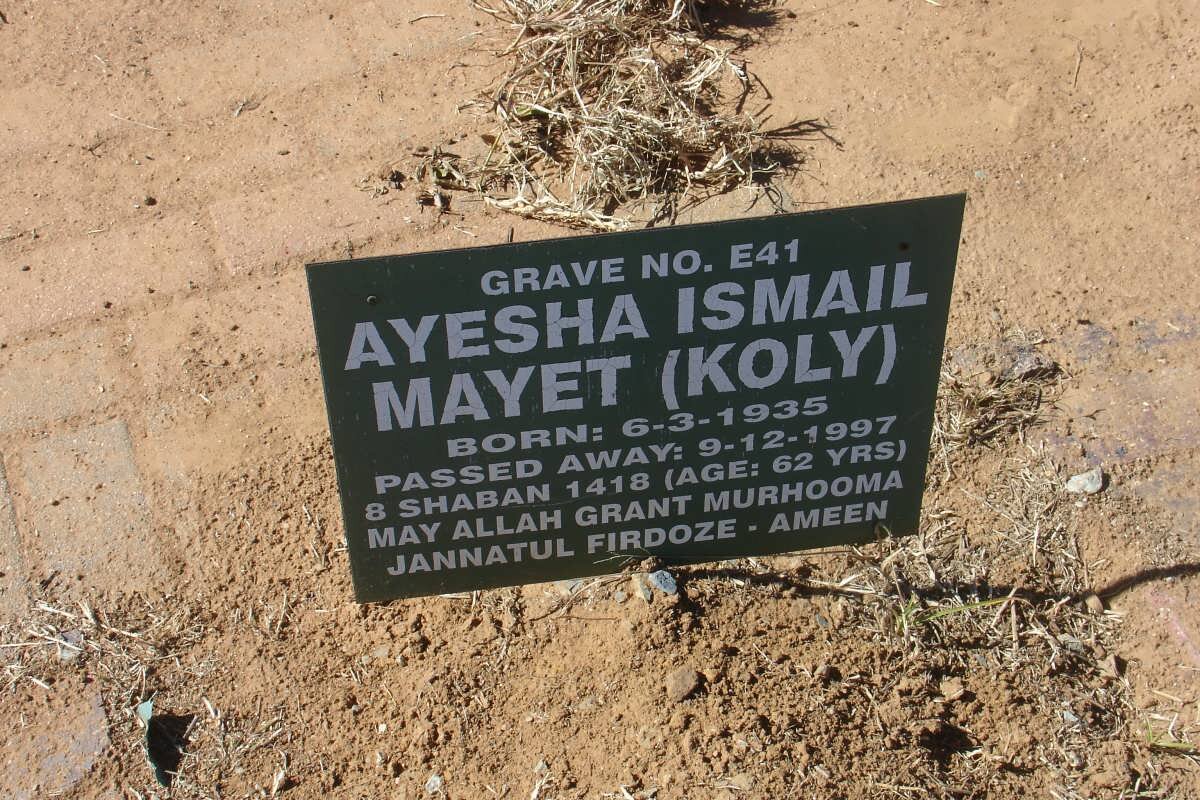 GRAVE NO. E41
AYESHA ISMAIL
MAYET (KOLY)
BORN: 6-3-1935
PASSED AWAY: 9-12-1997
8 SHABAN 1418 (AGE: 62 YRS)
MAY ALLAH GRANT MURHOOMA
JANNATUL FIRDOZE - AMEEN